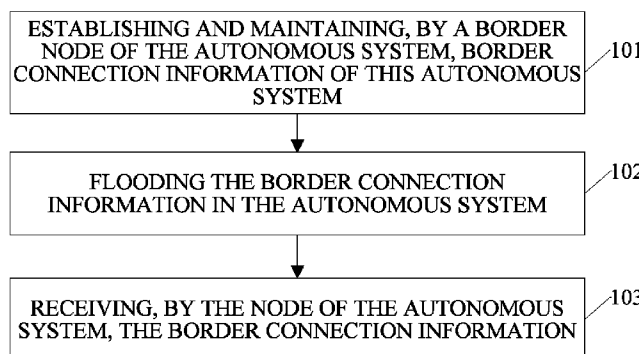 ESTABLISHING AND MAINTAINING, BY A BORDER
NODE OF THE AUTONOMOUS SYSTEM, BORDER
CONNECTION INFORMATION OF THIS AUTONOMOUS
SYSTEM
101
FLOODING THE BORDER CONNECTION
INFORMATION IN THE AUTONOMOUS SYSTEM
102
RECEIVING, BY THE NODE OF THE AUTONOMOUS
SYSTEM, THE BORDER CONNECTION INFORMATION
103